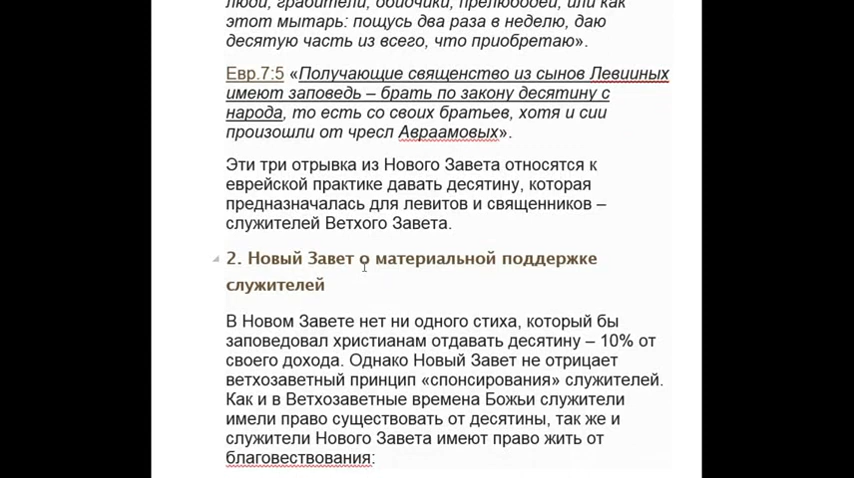 люди, грабители, обидчики, прелюбодеи, или как
этот мытарь: пощусь два раза в неделю, даю
десятую часть из всего, что приобретаю».
Евр.7:5 «Получающие священство из сынов Левииных
имеют заповедь – брать по закону десятину с
народа, то есть со своих братьев, хотя и сии
произошли от чресл Авраамовых».
Эти три отрывка из Нового Завета относятся к
еврейской практике давать десятину, которая
предназначалась для левитов и священников –
служителей Ветхого Завета.
2. Новый Завет о материальной поддержке
служителей
В Новом Завете нет ни одного стиха, который бы
заповедовал христианам отдавать десятину – 10% от
своего дохода. Однако Новый Завет не отрицает
ветхозаветный принцип «спонсирования» служителей.
Как и в Ветхозаветные времена Божьи служители
имели право существовать от десятины, так же и
служители Нового Завета имеют право жить от
благовествования: